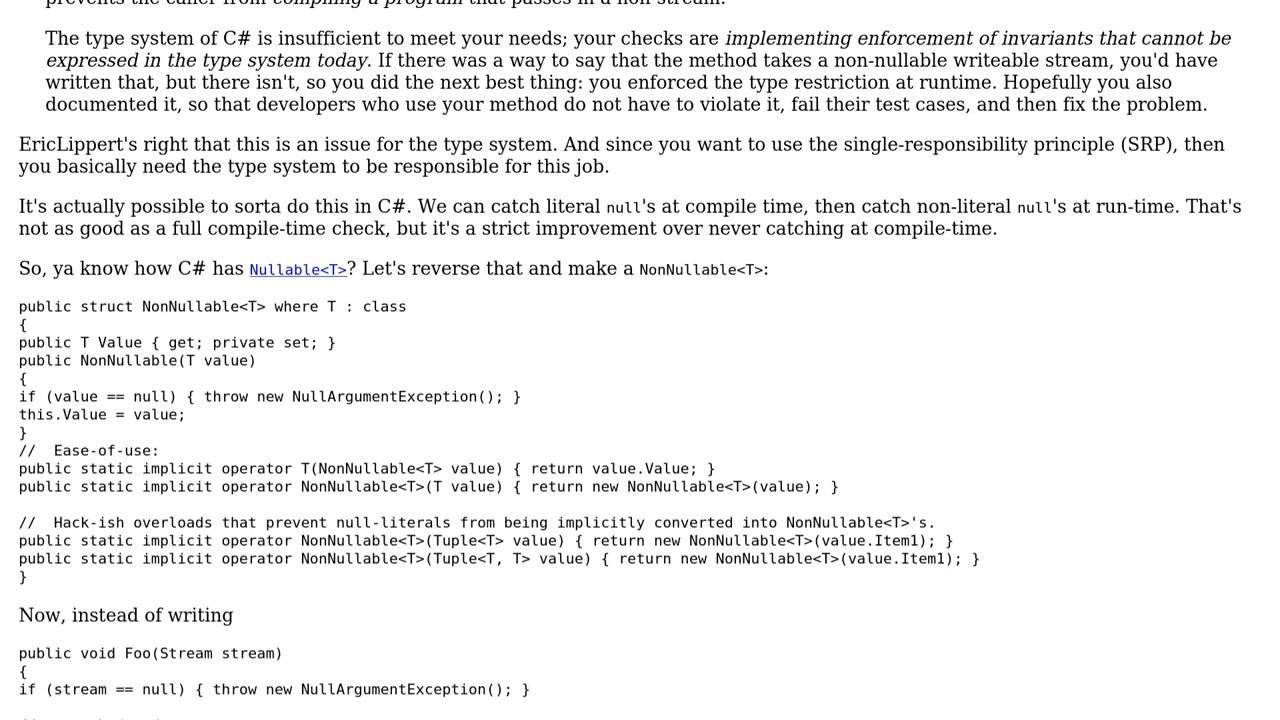 prevents the caller from compiling a program that passes in a non-stream.
The type system of C# is insufficient to meet your needs; your checks are implementing enforcement of invariants that cannot be
expressed in the type system today. If there was a way to say that the method takes a non-nullable writeable stream, you'd have
written that, but there isn't, so you did the next best thing: you enforced the type restriction at runtime. Hopefully you also
documented it, so that developers who use your method do not have to violate it, fail their test cases, and then fix the problem.
EricLippert's right that this is an issue for the type system. And since you want to use the single-responsibility principle (SRP), then
you basically need the type system to be responsible for this job.
It's actually possible to sorta do this in C#. We can catch literal null's at compile time, then catch non-literal null's at run-time. That's
not as good as a full compile-time check, but it's a strict improvement over never catching at compile-time.
So, ya know how C# has Nullable<T>? Let's reverse that and make a NonNullable<T>:
public struct NonNullable<T> where T : class
{
public T Value { get; private set; }
public NonNullable(T value)
{
if (value == null) { throw new NullArgumentException(); }
this.Value = value;
}
//  Ease-of-use:
public static implicit operator T(NonNullable<T> value) { return value.Value; }
public static implicit operator NonNullable<T>(T value) { return new NonNullable<T>(value); }
//  Hack-ish overloads that prevent null-literals from being implicitly converted into NonNullable<T>'s.
public static implicit operator NonNullable<T>(Tuple<T> value) { return new NonNullable<T>(value.Item1); }
public static implicit operator NonNullable<T>(Tuple<T, T> value) { return new NonNullable<T>(value.Item1); }
}
Now, instead of writing
public void Foo(Stream stream)
{
if (stream == null) { throw new NullArgumentException(); }